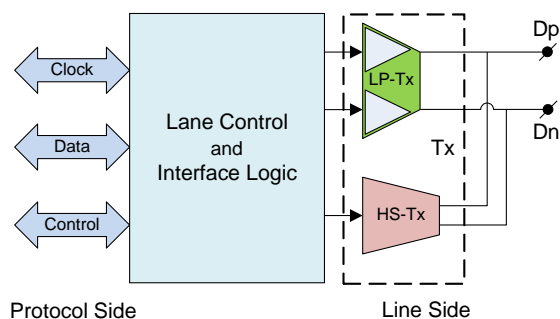 Clock
Data
Control
Lane Control
and
Interface Logic
LP-Tx
Tx
HS-Tx
Dp
Dn
Protocol Side
Line Side